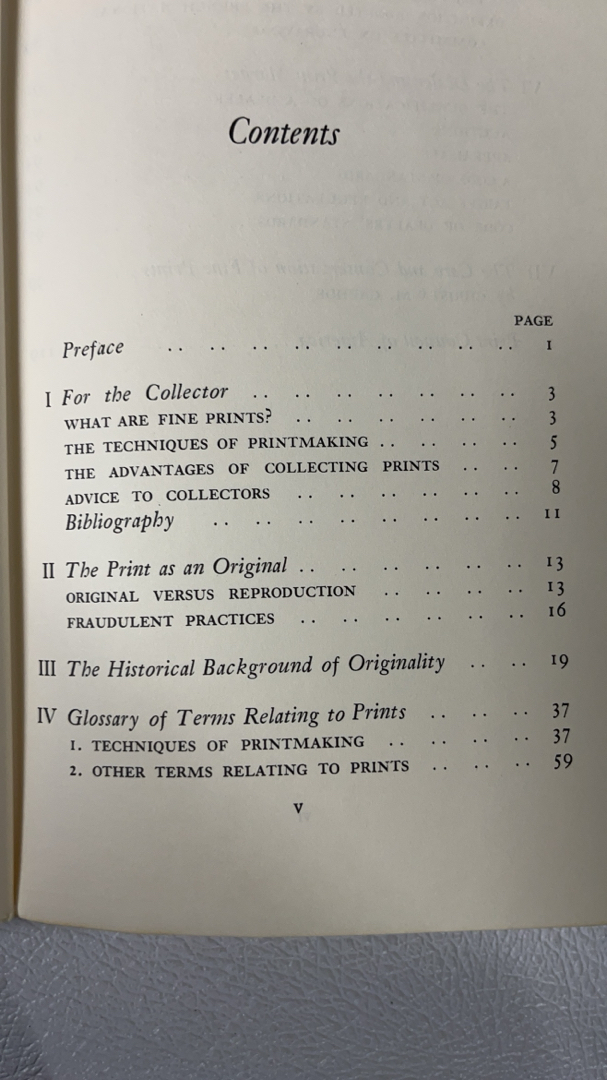 Contents
PAGE
Preface .. .. .. .. .. .. .. .. .. 1
I For the Collector .. .. .. .. .. .. .. 3
WHAT ARE FINE PRINTS? .. .. .. .. .. .. 3
THE TECHNIQUES OF PRINTMAKING .. .. .. .. 5
THE ADVANTAGES OF COLLECTING PRINTS .. .. 7
ADVICE TO COLLECTORS .. .. .. .. .. .. 8
Bibliography .. .. .. .. .. .. .. .. 11
II The Print as an Original .. .. .. .. .. .. 13
ORIGINAL VERSUS REPRODUCTION .. .. .. .. 13
FRAUDULENT PRACTICES .. .. .. .. .. .. 16
III The Historical Background of Originality .. .. 19
IV Glossary of Terms Relating to Prints .. .. .. 37
1. TECHNIQUES OF PRINTMAKING .. .. .. .. 37
2. OTHER TERMS RELATING TO PRINTS .. .. .. 59
v